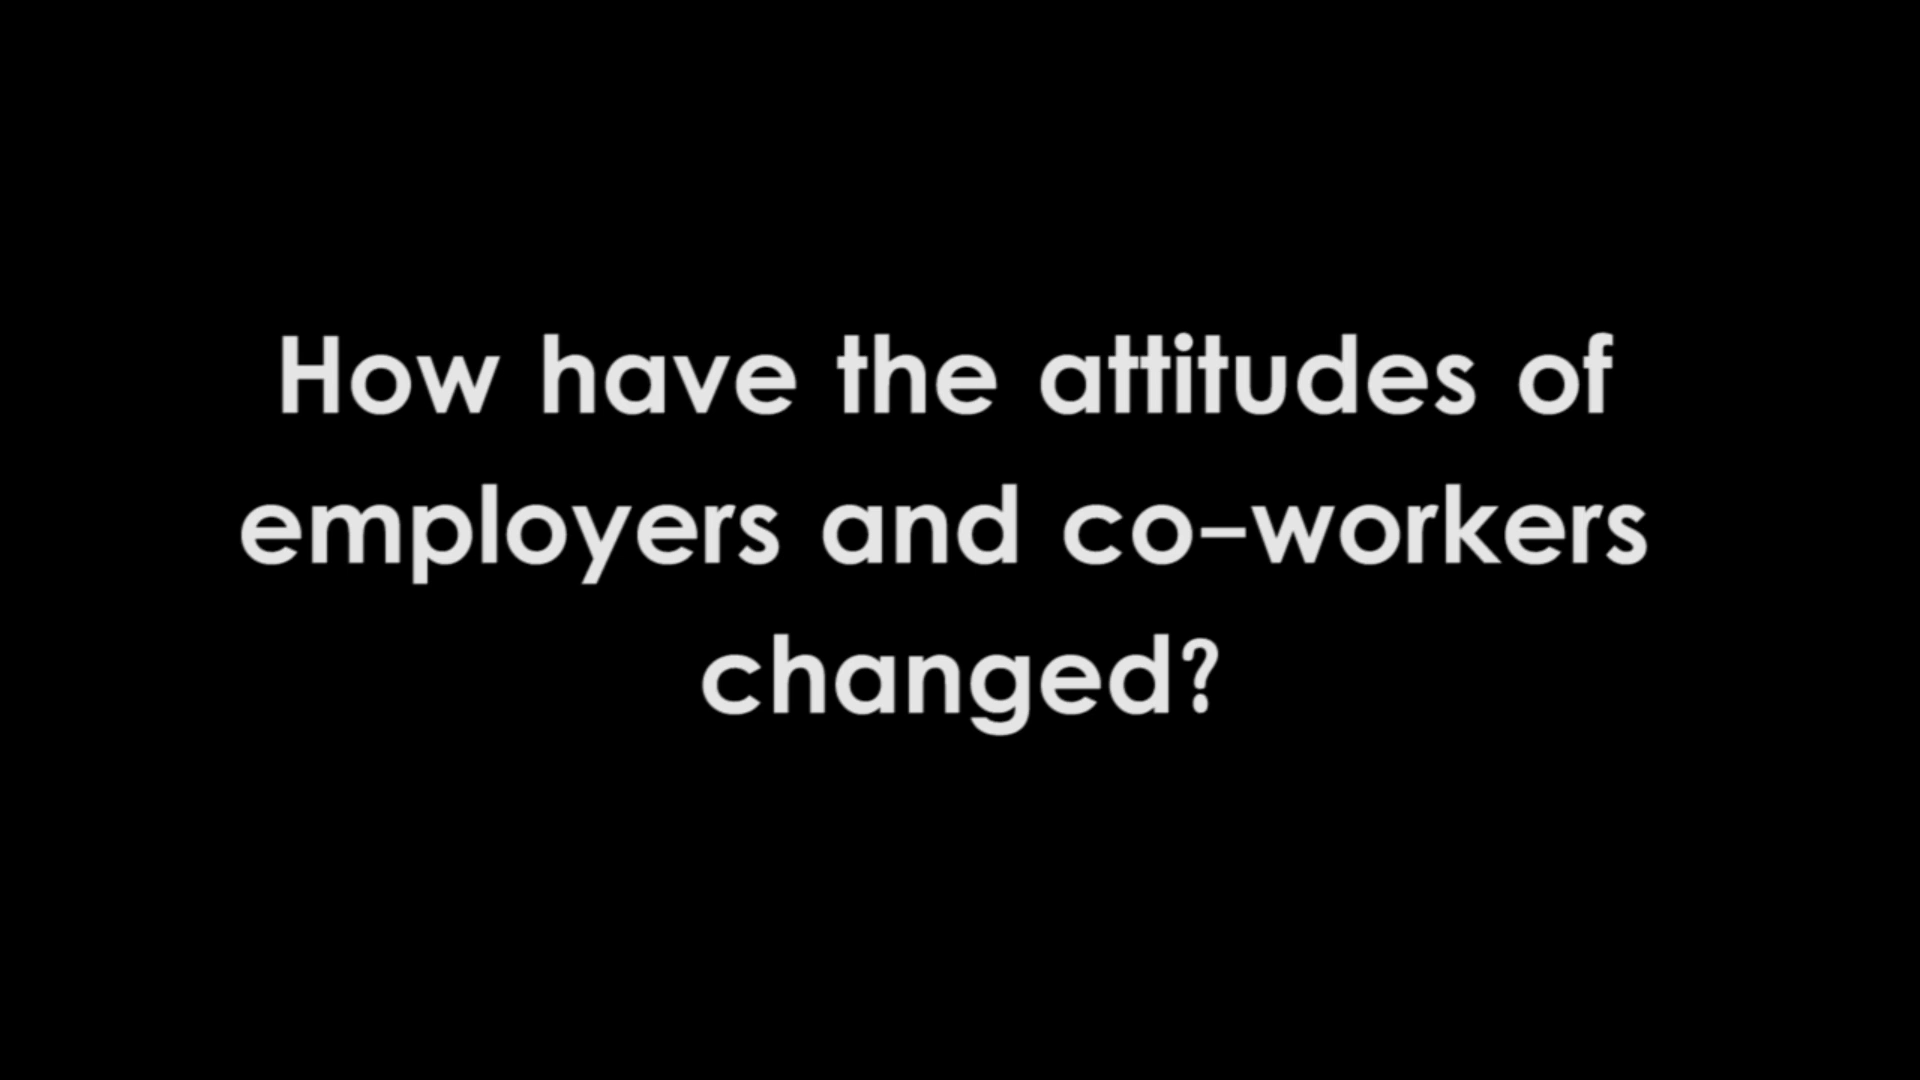 How have the attitudes of
employers and co-workers
changed?